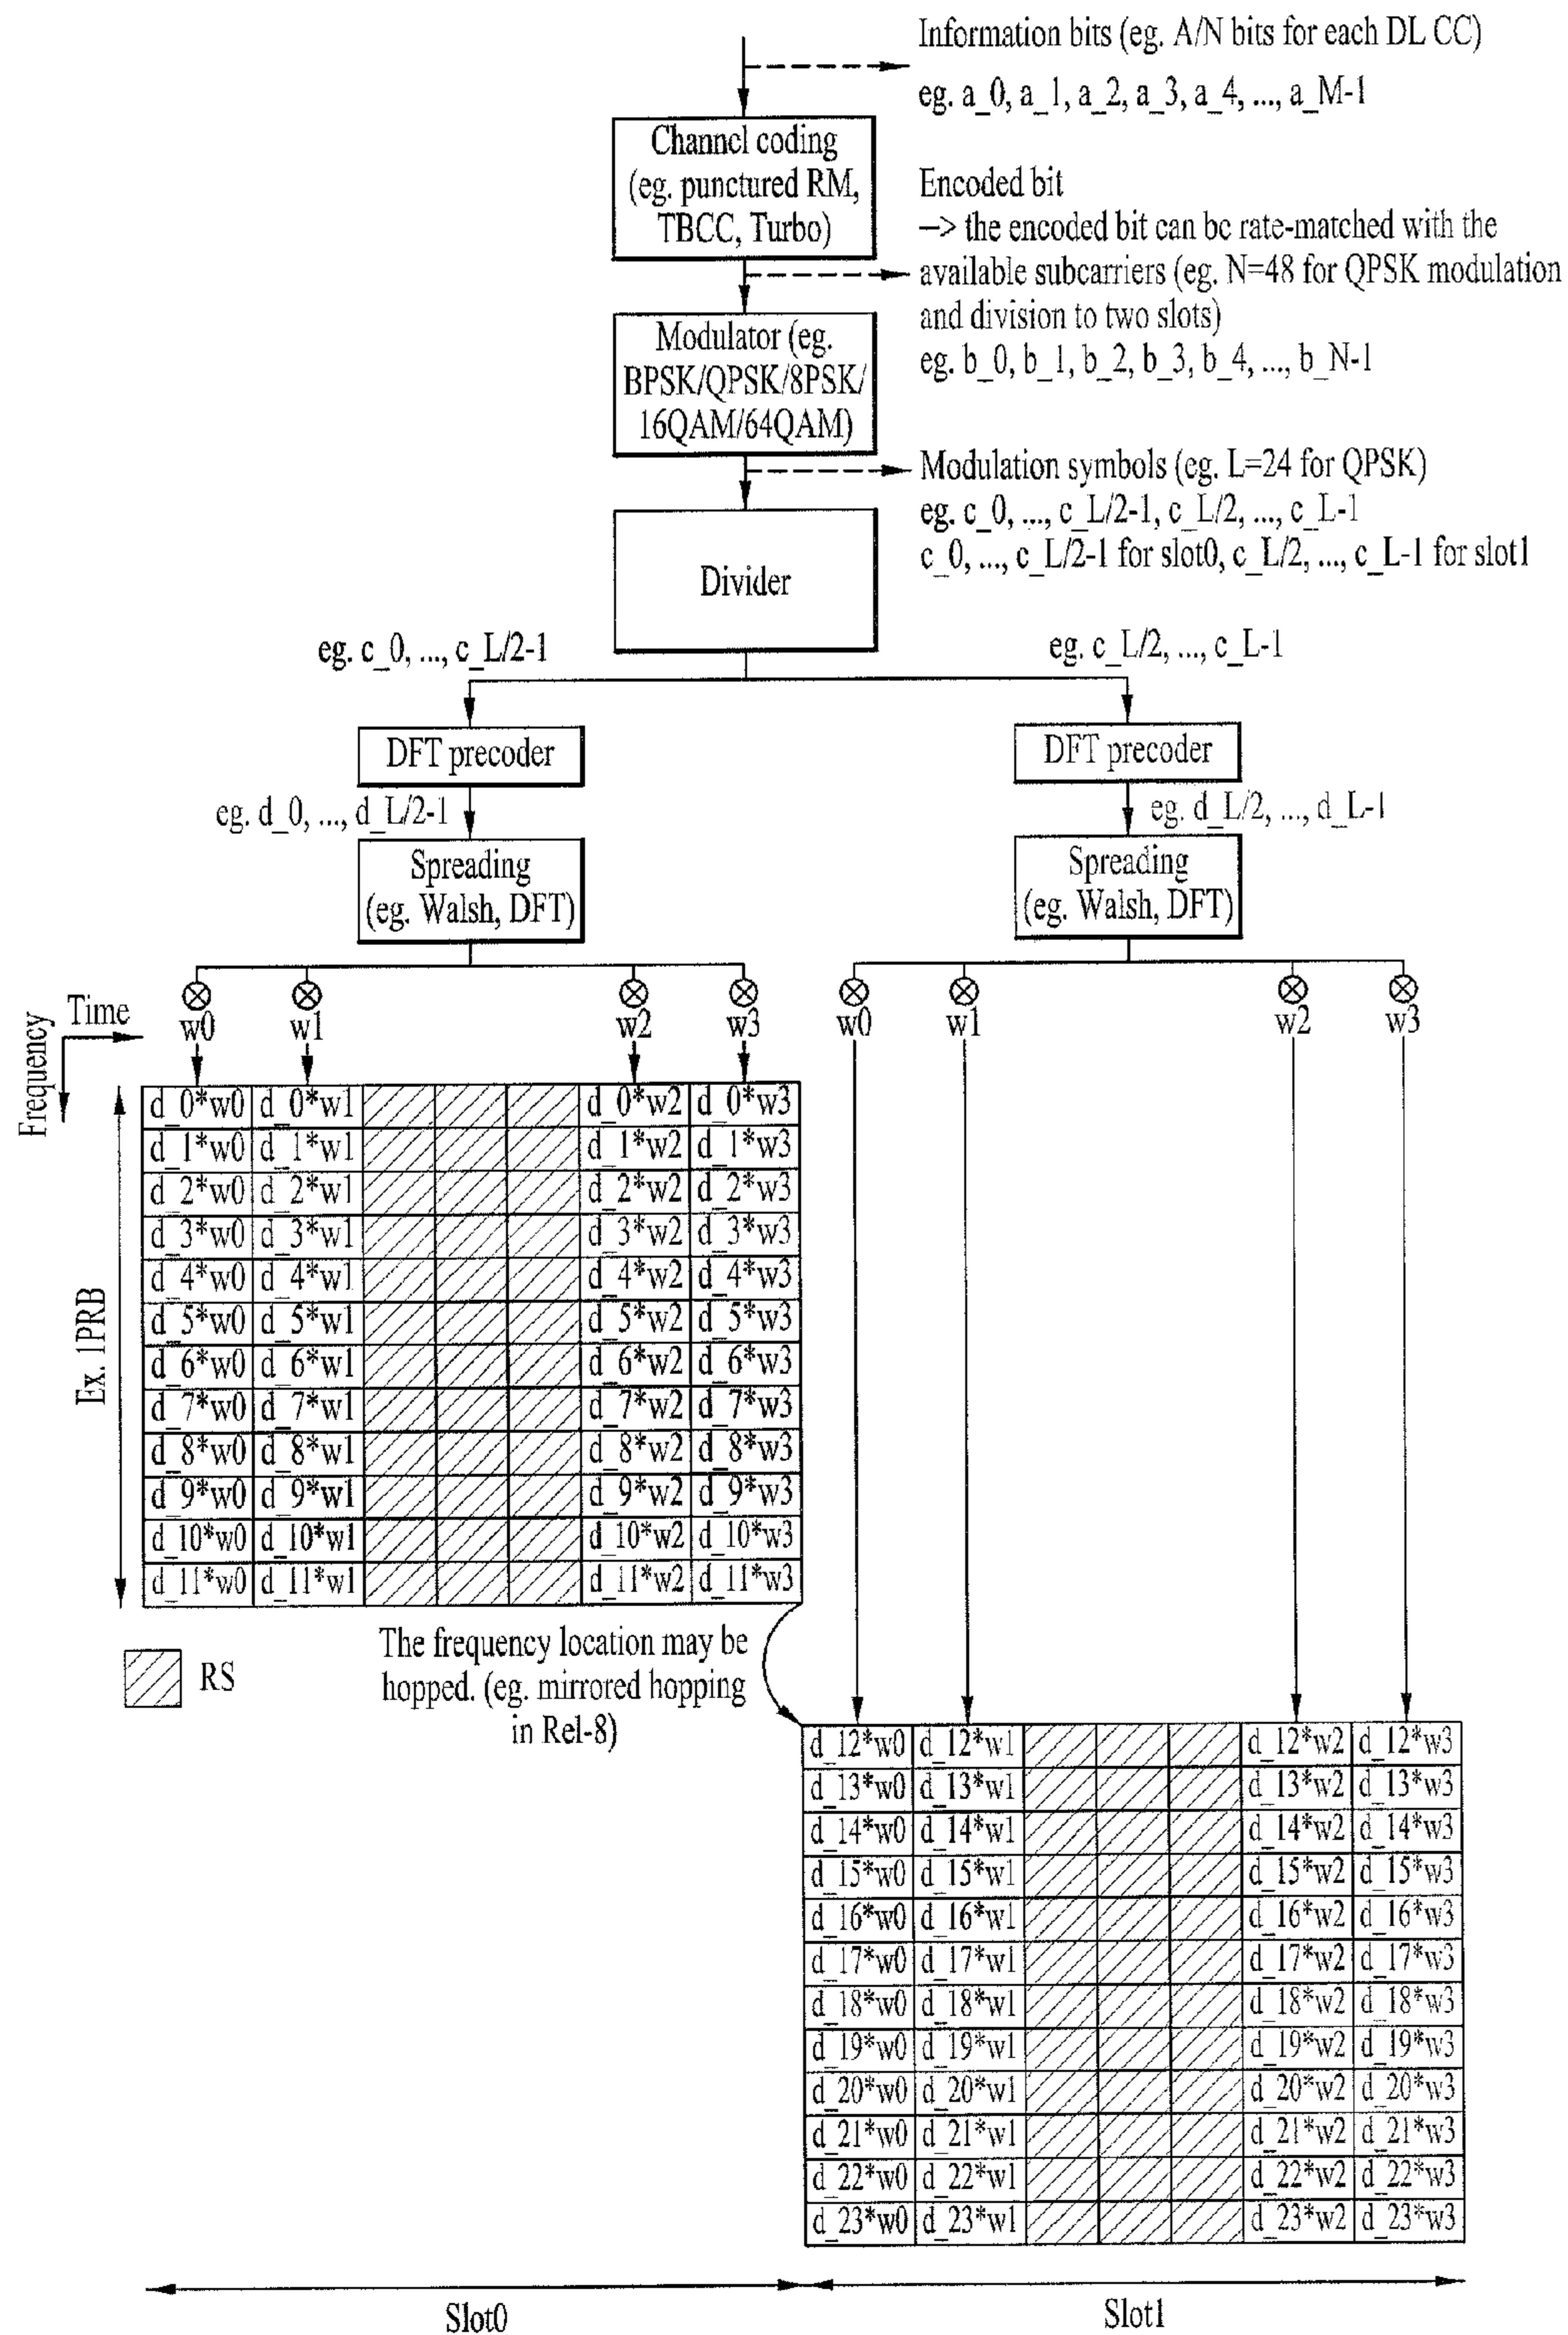 Information bits (eg. A/N bits for each DL CC)
eg. a_0, a_1, a_2, a_3, a_4, ..., a_M-1
Channel coding
(eg. punctured RM,
TBCC, Turbo)
Encoded bit
–> the encoded bit can be rate-matched with the
available subcarriers (eg. N=48 for QPSK modulation
and division to two slots)
eg. b_0, b_1, b_2, b_3, b_4, ..., b_N-1
Modulator (eg.
BPSK/QPSK/8PSK/
16QAM/64QAM)
Modulation symbols (eg. L=24 for QPSK)
eg. c_0, ..., c_L/2-1, c_L/2, ..., c_L-1
c_0, ..., c_L/2-1 for slot0, c_L/2, ..., c_L-1 for slot1
Divider
eg. c_0, ..., c_L/2-1
eg. c_L/2, ..., c_L-1
DFT precoder
DFT precoder
eg. d_0, ..., d_L/2-1
eg. d_L/2, ..., d_L-1
Spreading
(eg. Walsh, DFT)
Spreading
(eg. Walsh, DFT)
Time
Frequency
w0 w1 w2 w3
w0 w1 w2 w3
Ex. 1PRB
d_0*w0 d_0*w1 d_0*w2 d_0*w3
d_1*w0 d_1*w1 d_1*w2 d_1*w3
d_2*w0 d_2*w1 d_2*w2 d_2*w3
d_3*w0 d_3*w1 d_3*w2 d_3*w3
d_4*w0 d_4*w1 d_4*w2 d_4*w3
d_5*w0 d_5*w1 d_5*w2 d_5*w3
d_6*w0 d_6*w1 d_6*w2 d_6*w3
d_7*w0 d_7*w1 d_7*w2 d_7*w3
d_8*w0 d_8*w1 d_8*w2 d_8*w3
d_9*w0 d_9*w1 d_9*w2 d_9*w3
d_10*w0 d_10*w1 d_10*w2 d_10*w3
d_11*w0 d_11*w1 d_11*w2 d_11*w3
RS
The frequency location may be
hopped. (eg. mirrored hopping
in Rel-8)
d_12*w0 d_12*w1 d_12*w2 d_12*w3
d_13*w0 d_13*w1 d_13*w2 d_13*w3
d_14*w0 d_14*w1 d_14*w2 d_14*w3
d_15*w0 d_15*w1 d_15*w2 d_15*w3
d_16*w0 d_16*w1 d_16*w2 d_16*w3
d_17*w0 d_17*w1 d_17*w2 d_17*w3
d_18*w0 d_18*w1 d_18*w2 d_18*w3
d_19*w0 d_19*w1 d_19*w2 d_19*w3
d_20*w0 d_20*w1 d_20*w2 d_20*w3
d_21*w0 d_21*w1 d_21*w2 d_21*w3
d_22*w0 d_22*w1 d_22*w2 d_22*w3
d_23*w0 d_23*w1 d_23*w2 d_23*w3
Slot0
Slot1